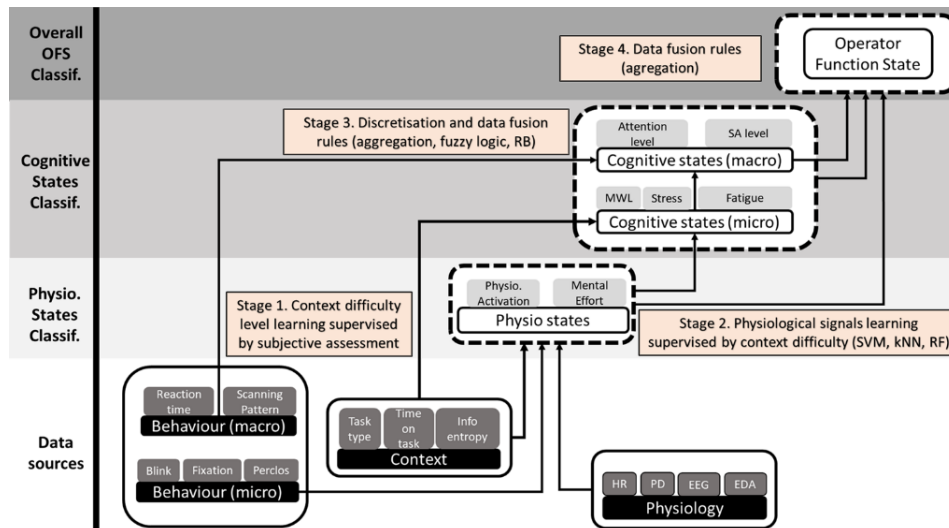 Overall
OFS
Classif.
Stage 4. Data fusion rules
(agregation)
Operator
Function State
Cognitive
States
Classif.
Stage 3. Discretisation and data fusion
rules (aggregation, fuzzy logic, RB)
Attention
level
SA level
Cognitive states (macro)
MWL
Stress
Fatigue
Cognitive states (micro)
Physio.
States
Classif.
Stage 1. Context difficulty
level learning supervised
by subjective assessment
Physio.
Activation
Mental
Effort
Physio states
Stage 2. Physiological signals learning
supervised by context difficulty (SVM, kNN, RF)
Data
sources
Reaction
time
Scanning
Pattern
Behaviour (macro)
Blink
Fixation
Perclos
Behaviour (micro)
Task
type
Time
on
task
Info
entropy
Context
HR
PD
EEG
EDA
Physiology